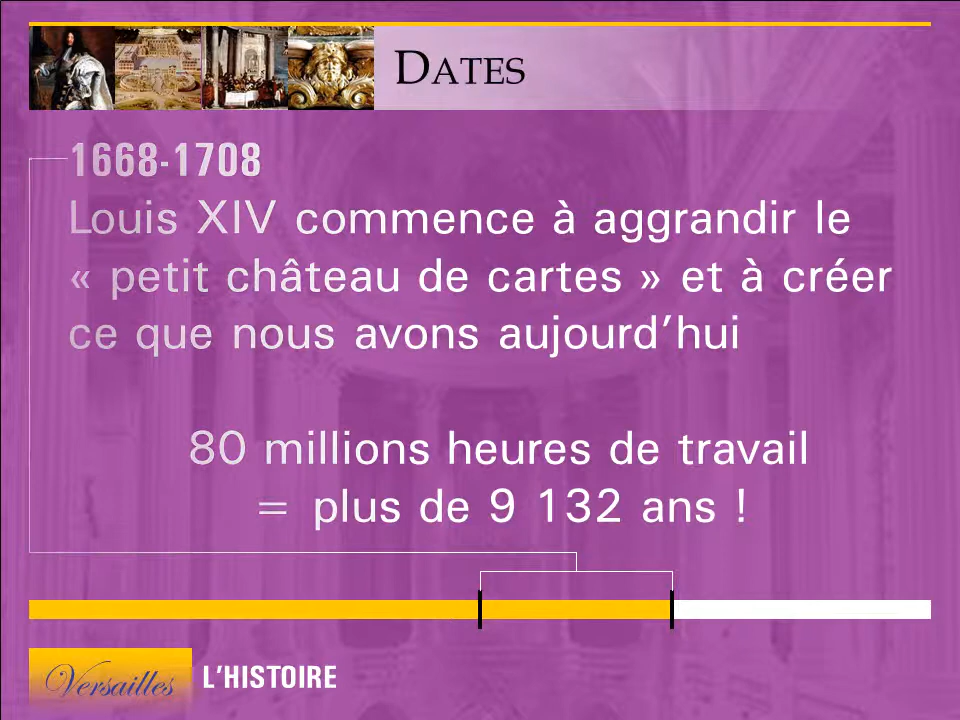 DATES
1668-1708
Louis XIV commence à aggrandir le
« petit château de cartes » et à créer
ce que nous avons aujourd’hui
80 millions heures de travail
= plus de 9 132 ans !
Versailles L’HISTOIRE